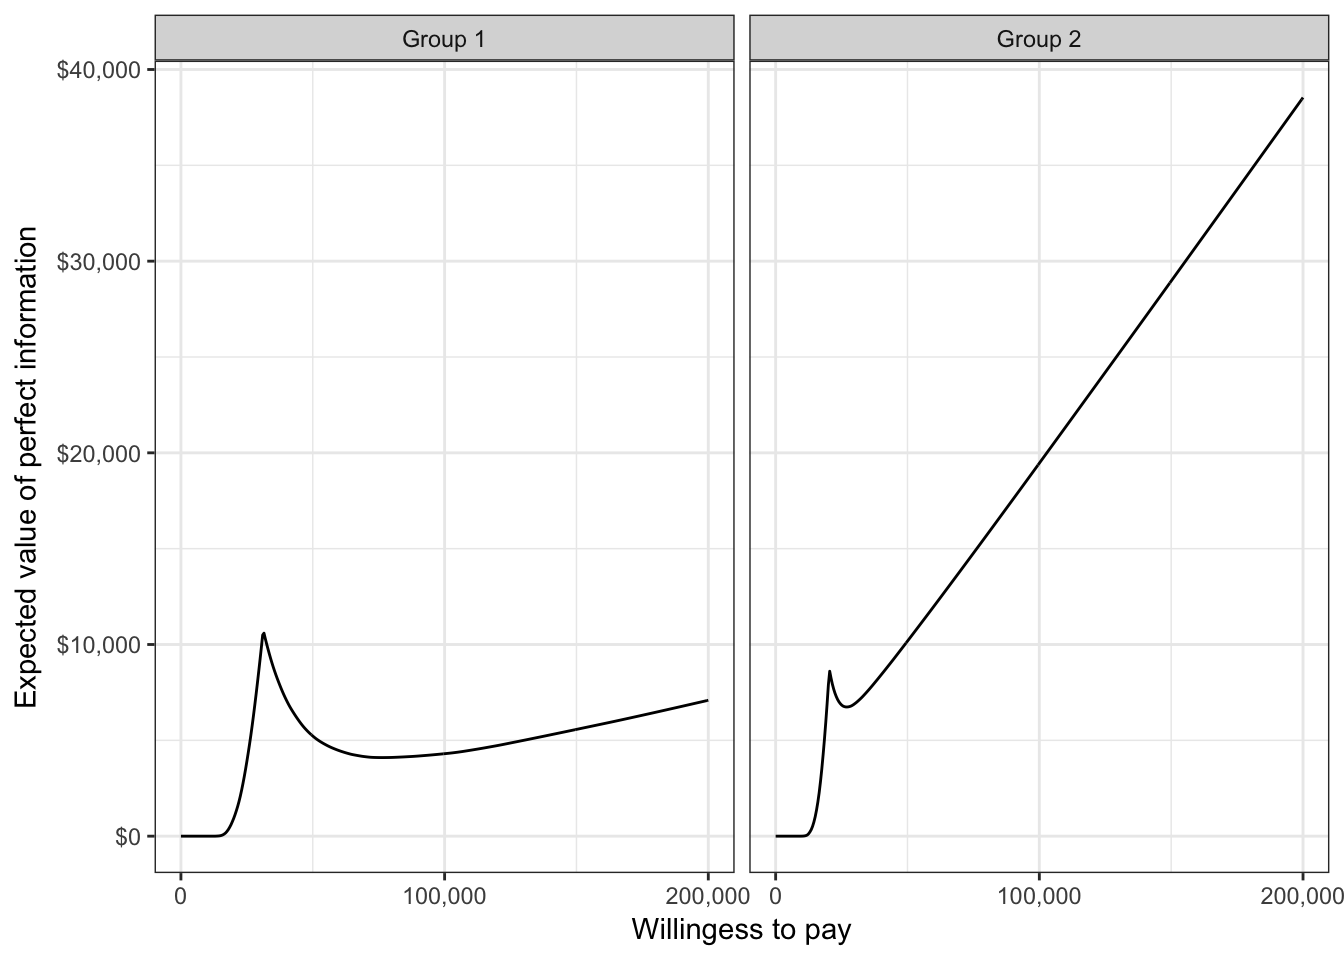 Group 1
Group 2
Expected value of perfect information
$40,000
$30,000
$20,000
$10,000
$0
0
100,000
200,000
0
100,000
200,000
Willingess to pay